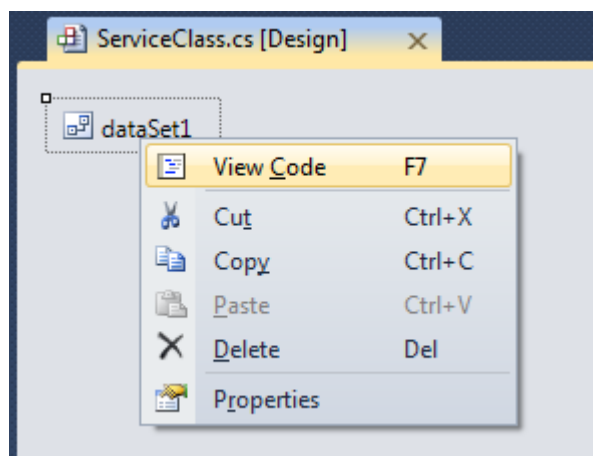 ServiceClass.cs [Design]
dataSet1
View Code F7
Cut Ctrl+X
Copy Ctrl+C
Paste Ctrl+V
Delete Del
Properties